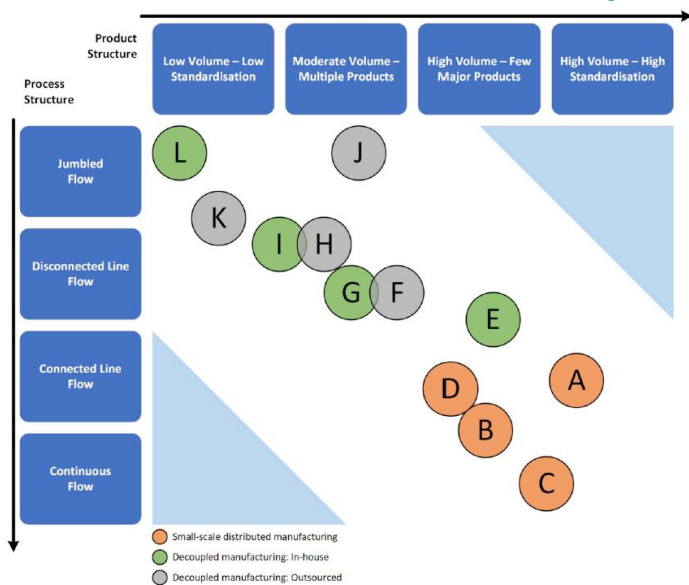 Product
Structure
Process
Structure
Low Volume – Low
Standardisation
Moderate Volume –
Multiple Products
High Volume – Few
Major Products
High Volume – High
Standardisation
Jumbled
Flow
Disconnected Line
Flow
Connected Line
Flow
Continuous
Flow
L
J
K
I
H
G
F
E
A
D
B
C
Small-scale distributed manufacturing
Decoupled manufacturing: In-house
Decoupled manufacturing: Outsourced